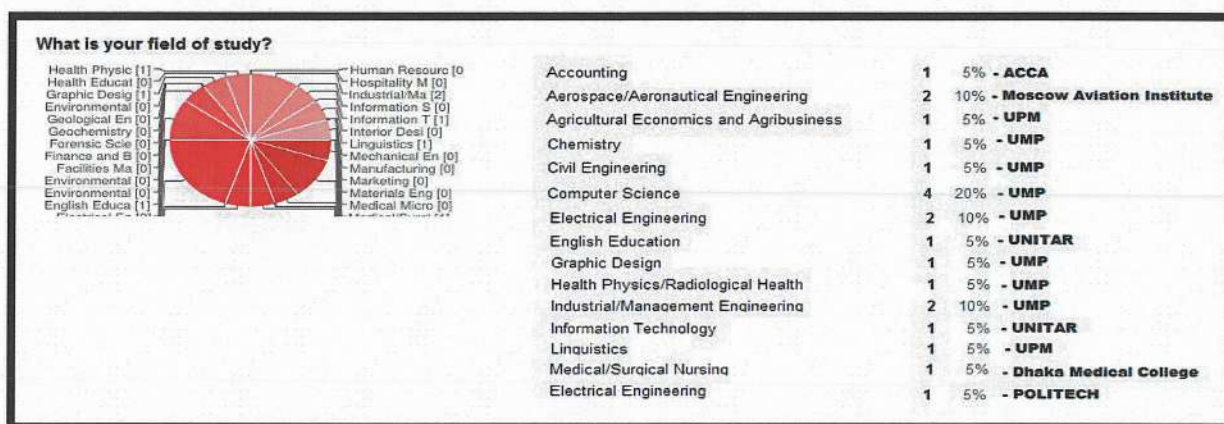 What is your field of study?
Health Physic [1]
Health Educat [0]
Graphic Desig [1]
Environmental [0]
Geological En [0]
Geochemistry [0]
Forensic Scie [0]
Finance and B [0]
Facilities Ma [0]
Environmental [0]
Environmental [0]
English Educa [1]
Human Resourc [0
Hospitality M [0]
Industrial/Ma [2]
Information S [0]
Information T [1]
Interior Desi [0]
Linguistics [1]
Mechanical En [0]
Manufacturing [0]
Marketing [0]
Materials Eng [0]
Medical Micro [0]
Accounting 1 5% - ACCA
Aerospace/Aeronautical Engineering 2 10% - Moscow Aviation Institute
Agricultural Economics and Agribusiness 1 5% - UPM
Chemistry 1 5% - UMP
Civil Engineering 1 5% - UMP
Computer Science 4 20% - UMP
Electrical Engineering 2 10% - UMP
English Education 1 5% - UNITAR
Graphic Design 1 5% - UMP
Health Physics/Radiological Health 1 5% - UMP
Industrial/Management Engineering 2 10% - UMP
Information Technology 1 5% - UNITAR
Linguistics 1 5% - UPM
Medical/Surgical Nursing 1 5% - Dhaka Medical College
Electrical Engineering 1 5% - POLITECH